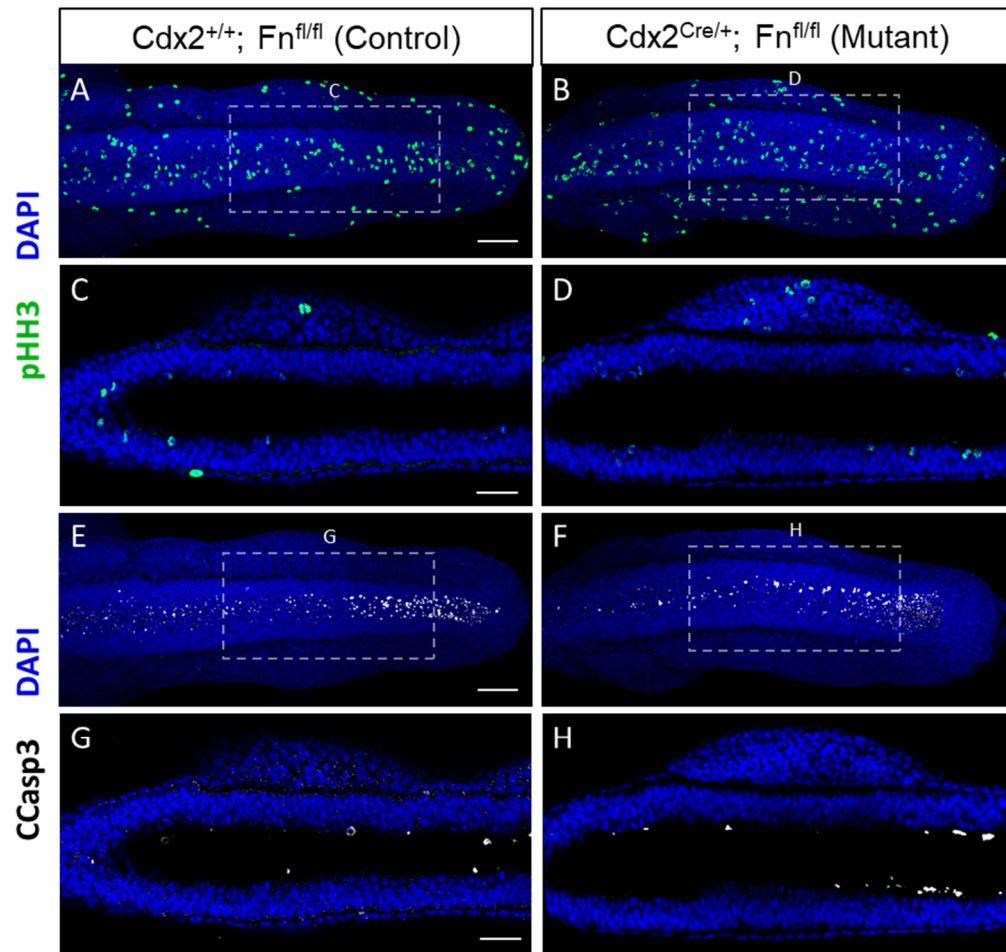 Cdx2+/+; Fnfl/fl (Control)
Cdx2Cre/+; Fnfl/fl (Mutant)
A
C
B
D
DAPI
pHH3
C
D
E
G
F
H
DAPI
CCasp3
G
H